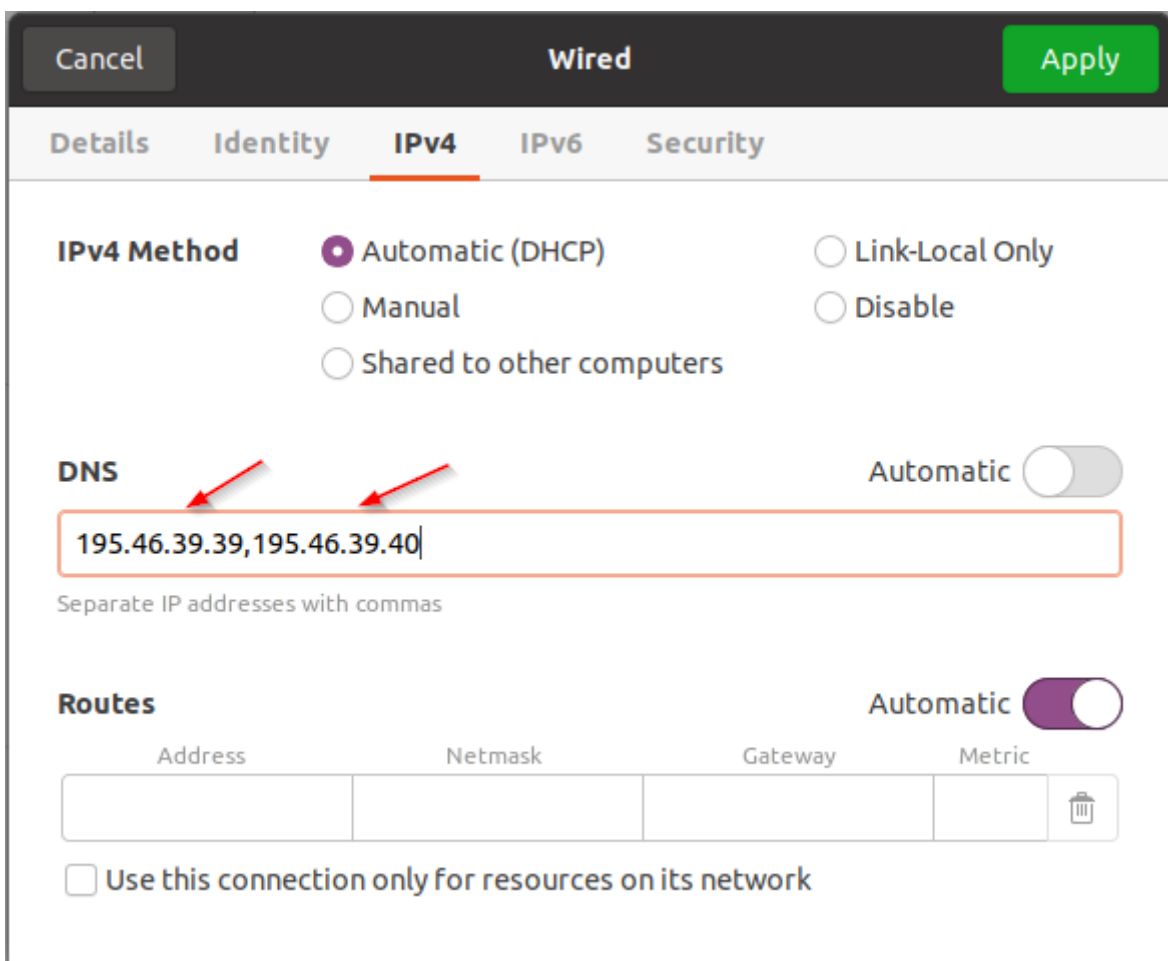 Cancel Wired Apply
Details Identity IPv4 IPv6 Security
IPv4 Method Automatic (DHCP) Link-Local Only
Manual Disable
Shared to other computers
DNS Automatic
195.46.39.39,195.46.39.40
Separate IP addresses with commas
Routes Automatic
Address Netmask Gateway Metric
Use this connection only for resources on its network